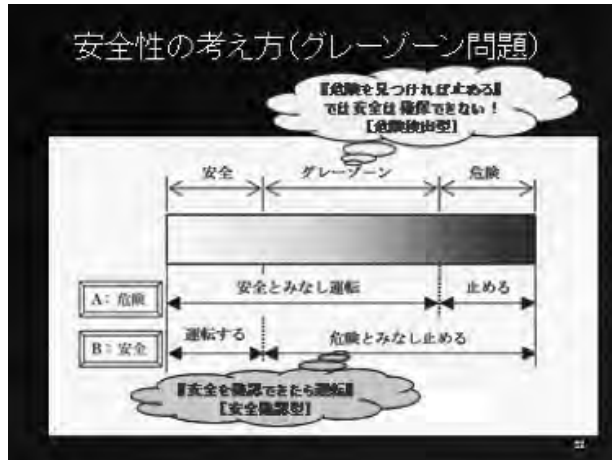 安全性の考え方(グレーゾーン問題)
『危険を見つければ止める』
では安全は確保できない!
[危険検出型]
安全 グレーゾーン 危険
A:危険 安全とみなし運転 止める
B:安全 運転する 危険とみなし止める
『安全を確認できたら運転』
[安全確認型]